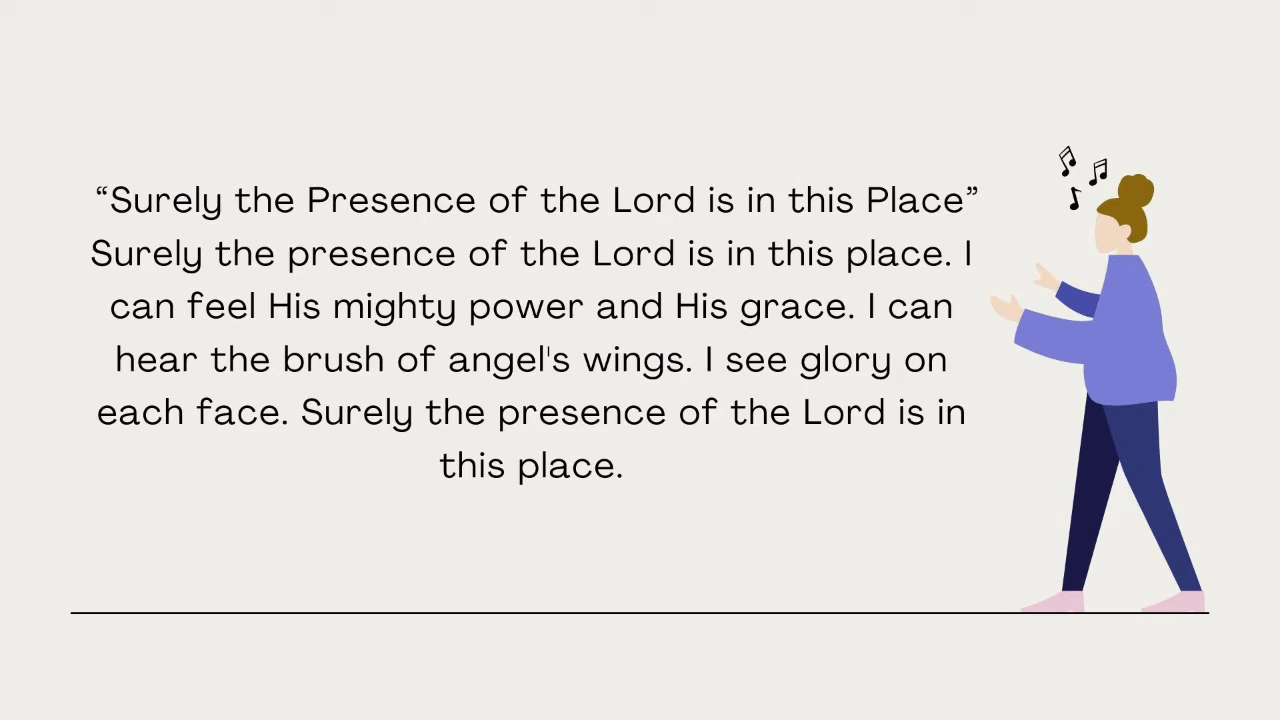 “Surely the Presence of the Lord is in this Place”
Surely the presence of the Lord is in this place. I
can feel His mighty power and His grace. I can
hear the brush of angel's wings. I see glory on
each face. Surely the presence of the Lord is in
this place.